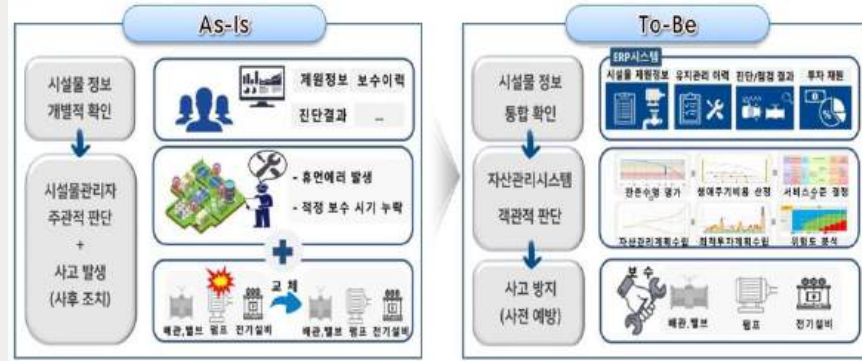 As-Is
시설물 정보
개별적 확인
제원정보 보수이력
진단결과 ...
시설물관리자
주관적 판단
+
사고 발생
(사후 조치)
- 휴먼에러 발생
- 적정 보수 시기 누락
교 체
배관,밸브 펌프 전기설비
배관,밸브 펌프 전기설비
To-Be
시설물 정보
통합 확인
ERP시스템
시설물 제원정보 유지관리 이력 진단/점검 결과 투자 재원
자산관리시스템
객관적 판단
잔존수명 평가 생애주기비용 산정 서비스수준 결정
자산관리계획수립 최적투자계획수립 위험도 분석
사고 방지
(사전 예방)
보 수
배관,밸브 펌프 전기설비